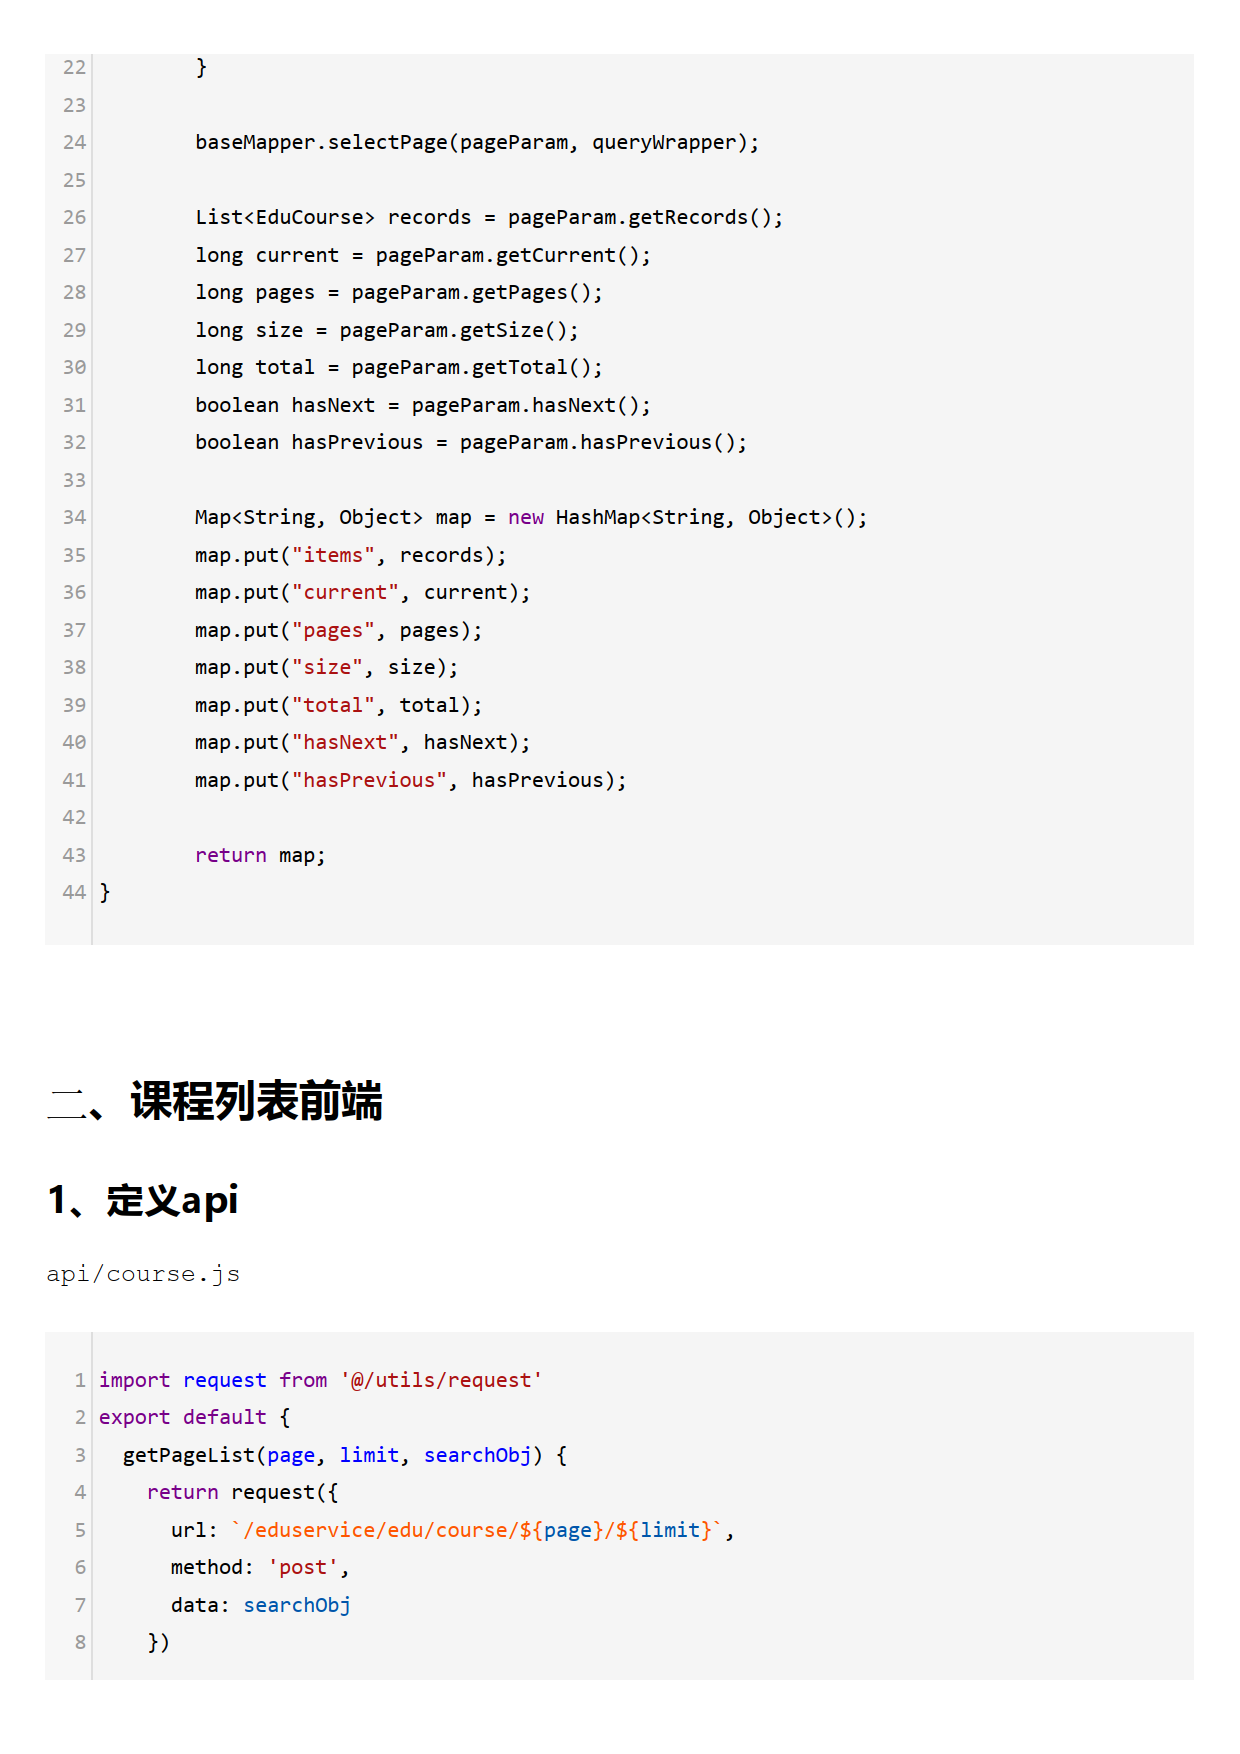 22         }
23
24         baseMapper.selectPage(pageParam, queryWrapper);
25
26         List<EduCourse> records = pageParam.getRecords();
27         long current = pageParam.getCurrent();
28         long pages = pageParam.getPages();
29         long size = pageParam.getSize();
30         long total = pageParam.getTotal();
31         boolean hasNext = pageParam.hasNext();
32         boolean hasPrevious = pageParam.hasPrevious();
33
34         Map<String, Object> map = new HashMap<String, Object>();
35         map.put("items", records);
36         map.put("current", current);
37         map.put("pages", pages);
38         map.put("size", size);
39         map.put("total", total);
40         map.put("hasNext", hasNext);
41         map.put("hasPrevious", hasPrevious);
42
43         return map;
44 }
二、课程列表前端
1、定义api
api/course.js
1 import request from '@/utils/request'
2 export default {
3   getPageList(page, limit, searchObj) {
4     return request({
5       url: `/eduservice/edu/course/${page}/${limit}`,
6       method: 'post',
7       data: searchObj
8     })